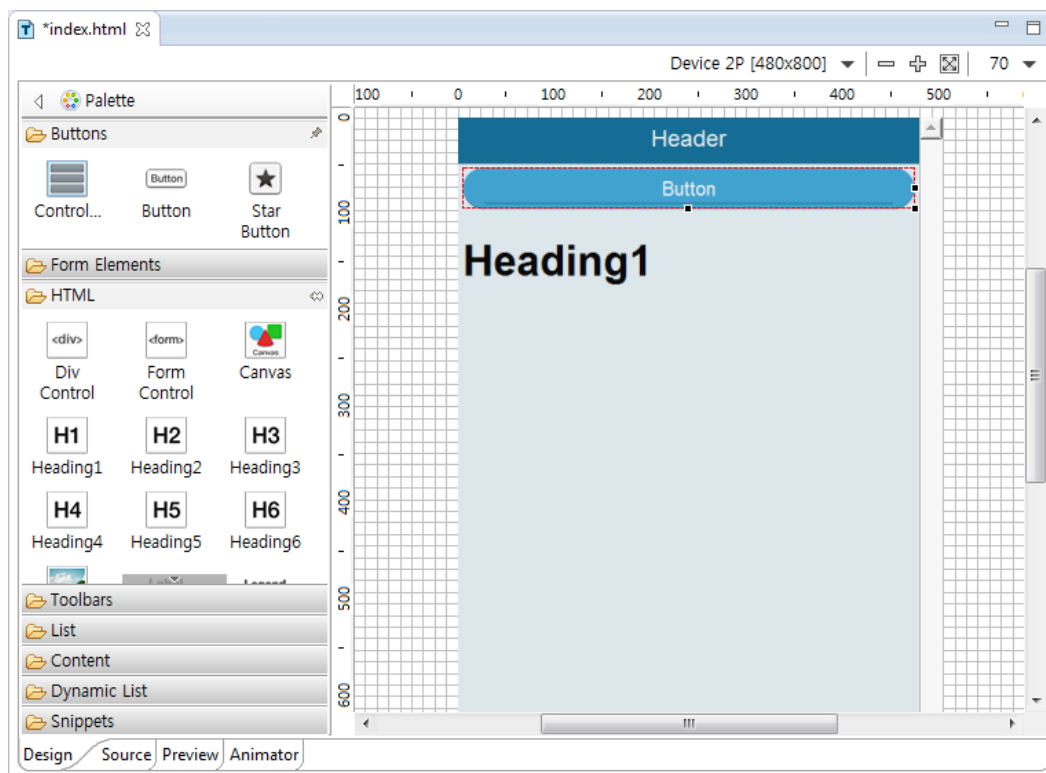 *index.html
Device 2P [480x800]
70
Palette
Buttons
Control...
Button
Button
Star
Button
Form Elements
HTML
<div>
Div
Control
<form>
Form
Control
Canvas
Canvas
H1
Heading1
H2
Heading2
H3
Heading3
H4
Heading4
H5
Heading5
H6
Heading6
Toolbars
List
Content
Dynamic List
Snippets
100 0 100 200 300 400 500
0
100
200
300
400
500
600
Header
Button
Heading1
Design Source Preview Animator